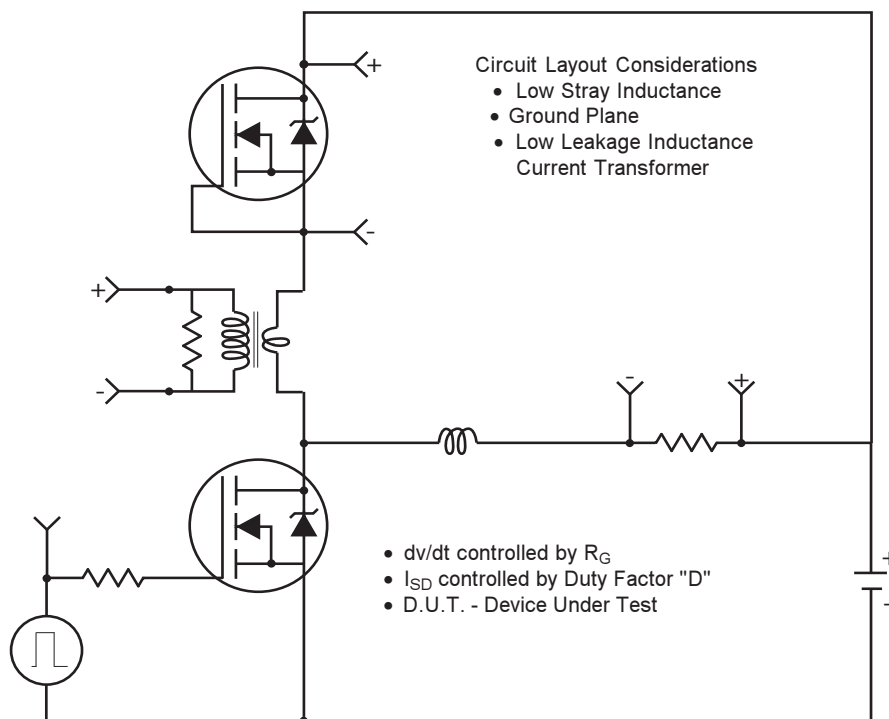 +
Circuit Layout Considerations
• Low Stray Inductance
• Ground Plane
• Low Leakage Inductance
Current Transformer
-
+
-
-
+
• dv/dt controlled by RG
• ISD controlled by Duty Factor "D"
• D.U.T. - Device Under Test
+
-